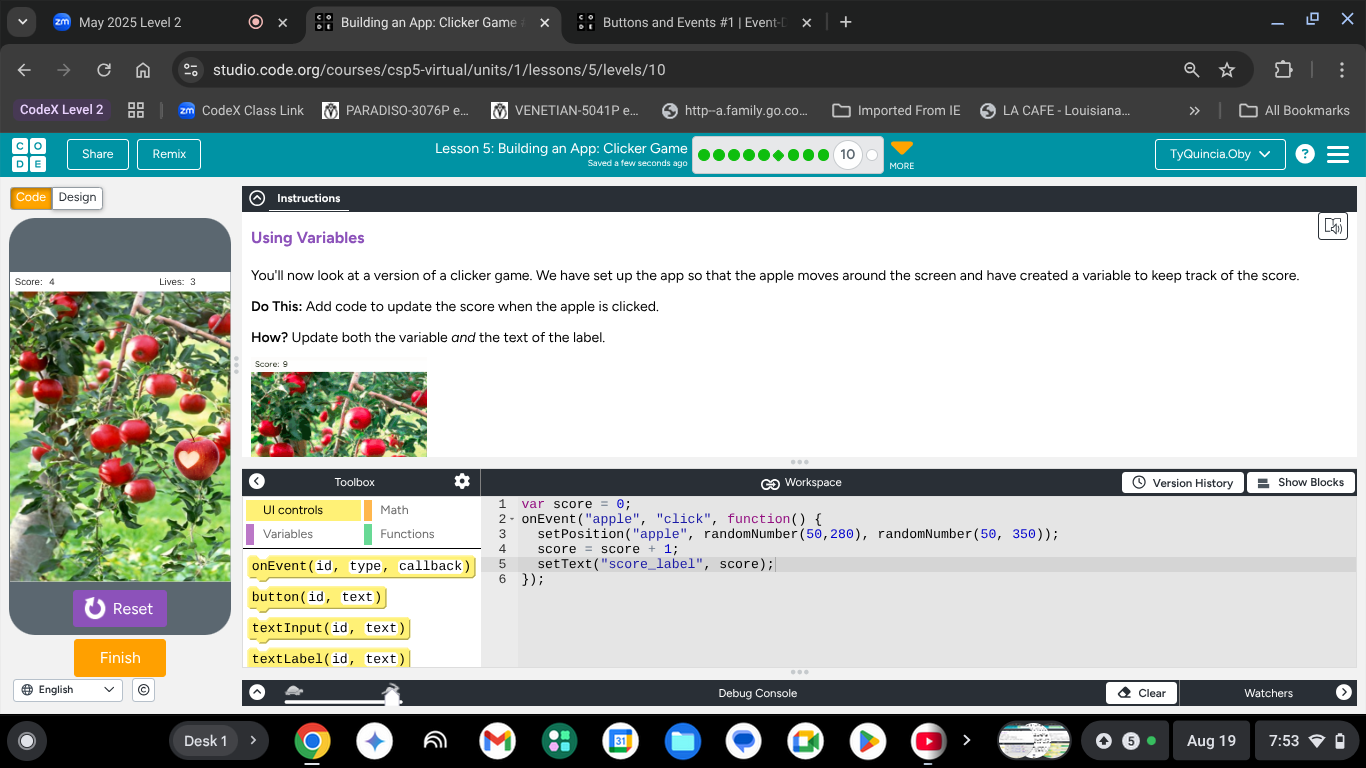 May 2025 Level 2
Building an App: Clicker Game
Buttons and Events #1 | Event-D
studio.code.org/courses/csp5-virtual/units/1/lessons/5/levels/10
CodeX Level 2
zm CodeX Class Link
PARADISO-3076P e...
VENETIAN-5041P e...
http--a.family.go.co...
Imported From IE
LA CAFE - Louisiana...
All Bookmarks
C O D E
Share
Remix
Lesson 5: Building an App: Clicker Game
Saved a few seconds ago
10
MORE
TyQuincia.Oby
Code
Design
Instructions
Score: 4
Lives: 3
Using Variables
You'll now look at a version of a clicker game. We have set up the app so that the apple moves around the screen and have created a variable to keep track of the score.
Do This: Add code to update the score when the apple is clicked.
How? Update both the variable and the text of the label.
Score: 9
Toolbox
Workspace
Version History
Show Blocks
UI controls
Math
Variables
Functions
onEvent(id, type, callback)
button(id, text)
textInput(id, text)
textLabel(id, text)
1 var score = 0;
2 onEvent("apple", "click", function() {
3 setPosition("apple", randomNumber(50,280), randomNumber(50, 350));
4 score = score + 1;
5 setText("score_label", score);
6 });
Reset
Finish
English
Debug Console
Clear
Watchers
Desk 1
31
5
Aug 19
7:53